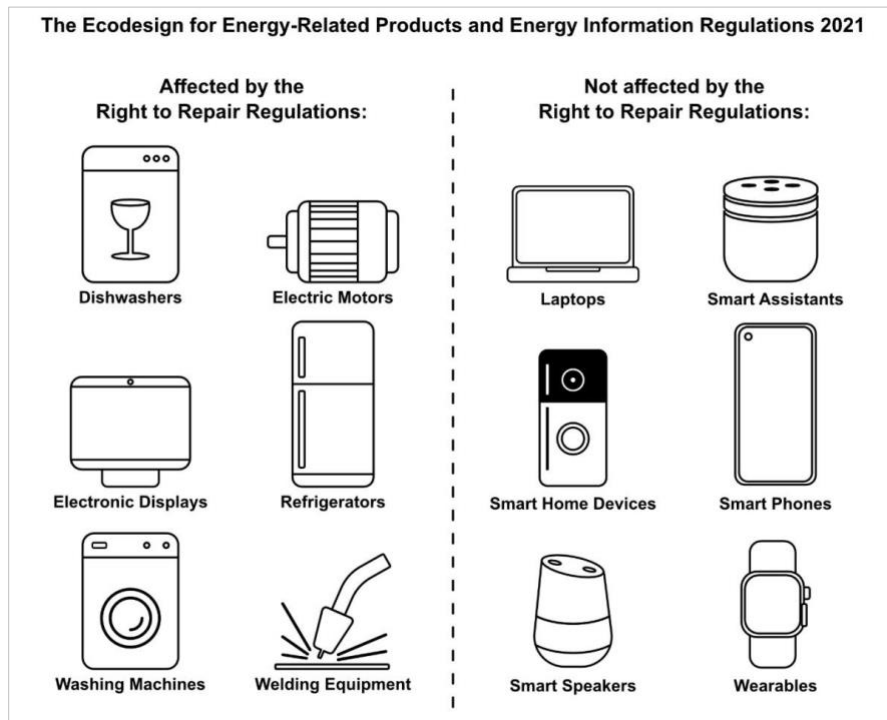 The Ecodesign for Energy-Related Products and Energy Information Regulations 2021
Affected by the
Right to Repair Regulations:
Dishwashers
Electric Motors
Electronic Displays
Refrigerators
Washing Machines
Welding Equipment
Not affected by the
Right to Repair Regulations:
Laptops
Smart Assistants
Smart Home Devices
Smart Phones
Smart Speakers
Wearables